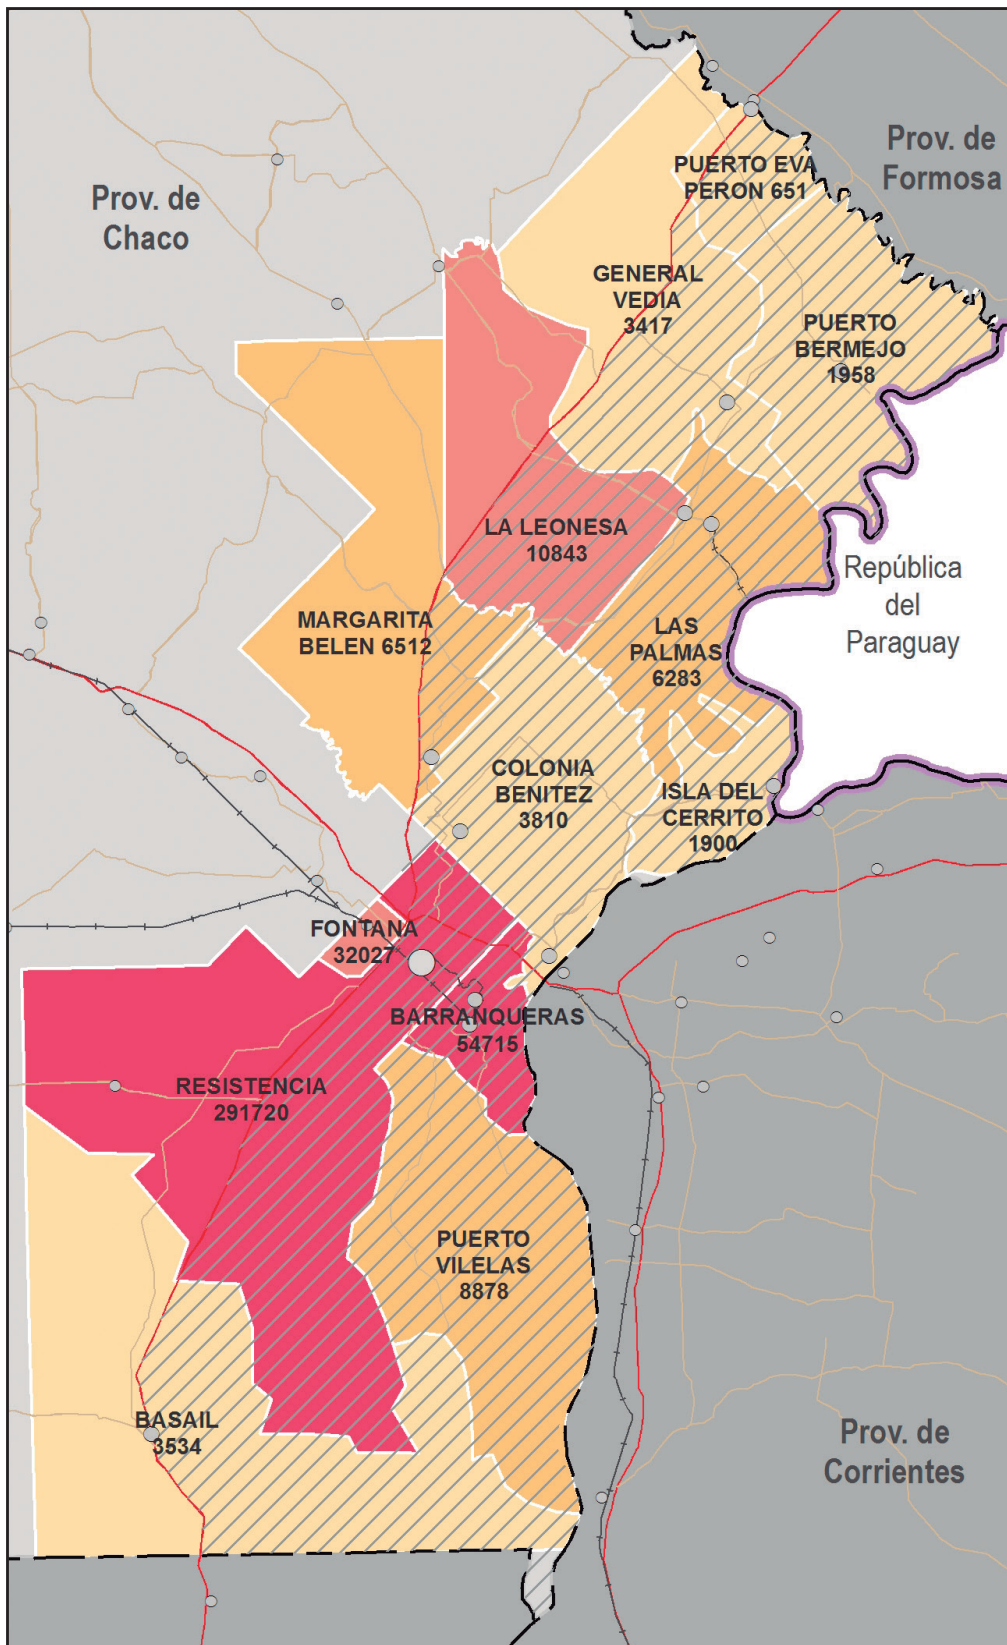 Prov. de
Formosa
PUERTO EVA
PERON 651
Prov. de
Chaco
GENERAL
VEDIA
3417
PUERTO
BERMEJO
1958
LA LEONESA
10843
República
del
Paraguay
MARGARITA
BELEN 6512
LAS
PALMAS
6283
COLONIA
BENITEZ
3810
ISLA DEL
CERRITO
1900
FONTANA
32027
BARRANQUERAS
54715
RESISTENCIA
291720
PUERTO
VILELAS
8878
BASAIL
3534
Prov. de
Corrientes